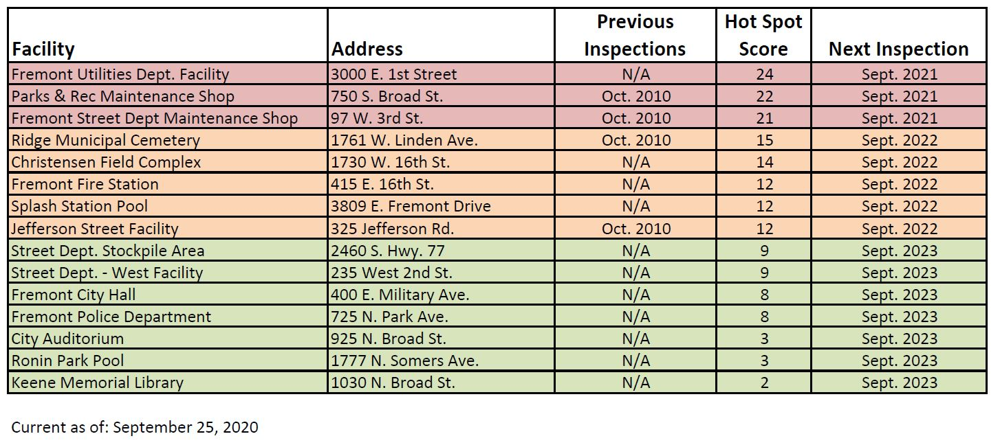 Facility Address Previous Inspections Hot Spot Score Next Inspection
Fremont Utilities Dept. Facility 3000 E. 1st Street N/A 24 Sept. 2021
Parks & Rec Maintenance Shop 750 S. Broad St. Oct. 2010 22 Sept. 2021
Fremont Street Dept Maintenance Shop 97 W. 3rd St. Oct. 2010 21 Sept. 2021
Ridge Municipal Cemetery 1761 W. Linden Ave. Oct. 2010 15 Sept. 2022
Christensen Field Complex 1730 W. 16th St. N/A 14 Sept. 2022
Fremont Fire Station 415 E. 16th St. N/A 12 Sept. 2022
Splash Station Pool 3809 E. Fremont Drive N/A 12 Sept. 2022
Jefferson Street Facility 325 Jefferson Rd. Oct. 2010 12 Sept. 2022
Street Dept. Stockpile Area 2460 S. Hwy. 77 N/A 9 Sept. 2023
Street Dept. - West Facility 235 West 2nd St. N/A 9 Sept. 2023
Fremont City Hall 400 E. Military Ave. N/A 8 Sept. 2023
Fremont Police Department 725 N. Park Ave. N/A 8 Sept. 2023
City Auditorium 925 N. Broad St. N/A 3 Sept. 2023
Ronin Park Pool 1777 N. Somers Ave. N/A 3 Sept. 2023
Keene Memorial Library 1030 N. Broad St. N/A 2 Sept. 2023
Current as of: September 25, 2020